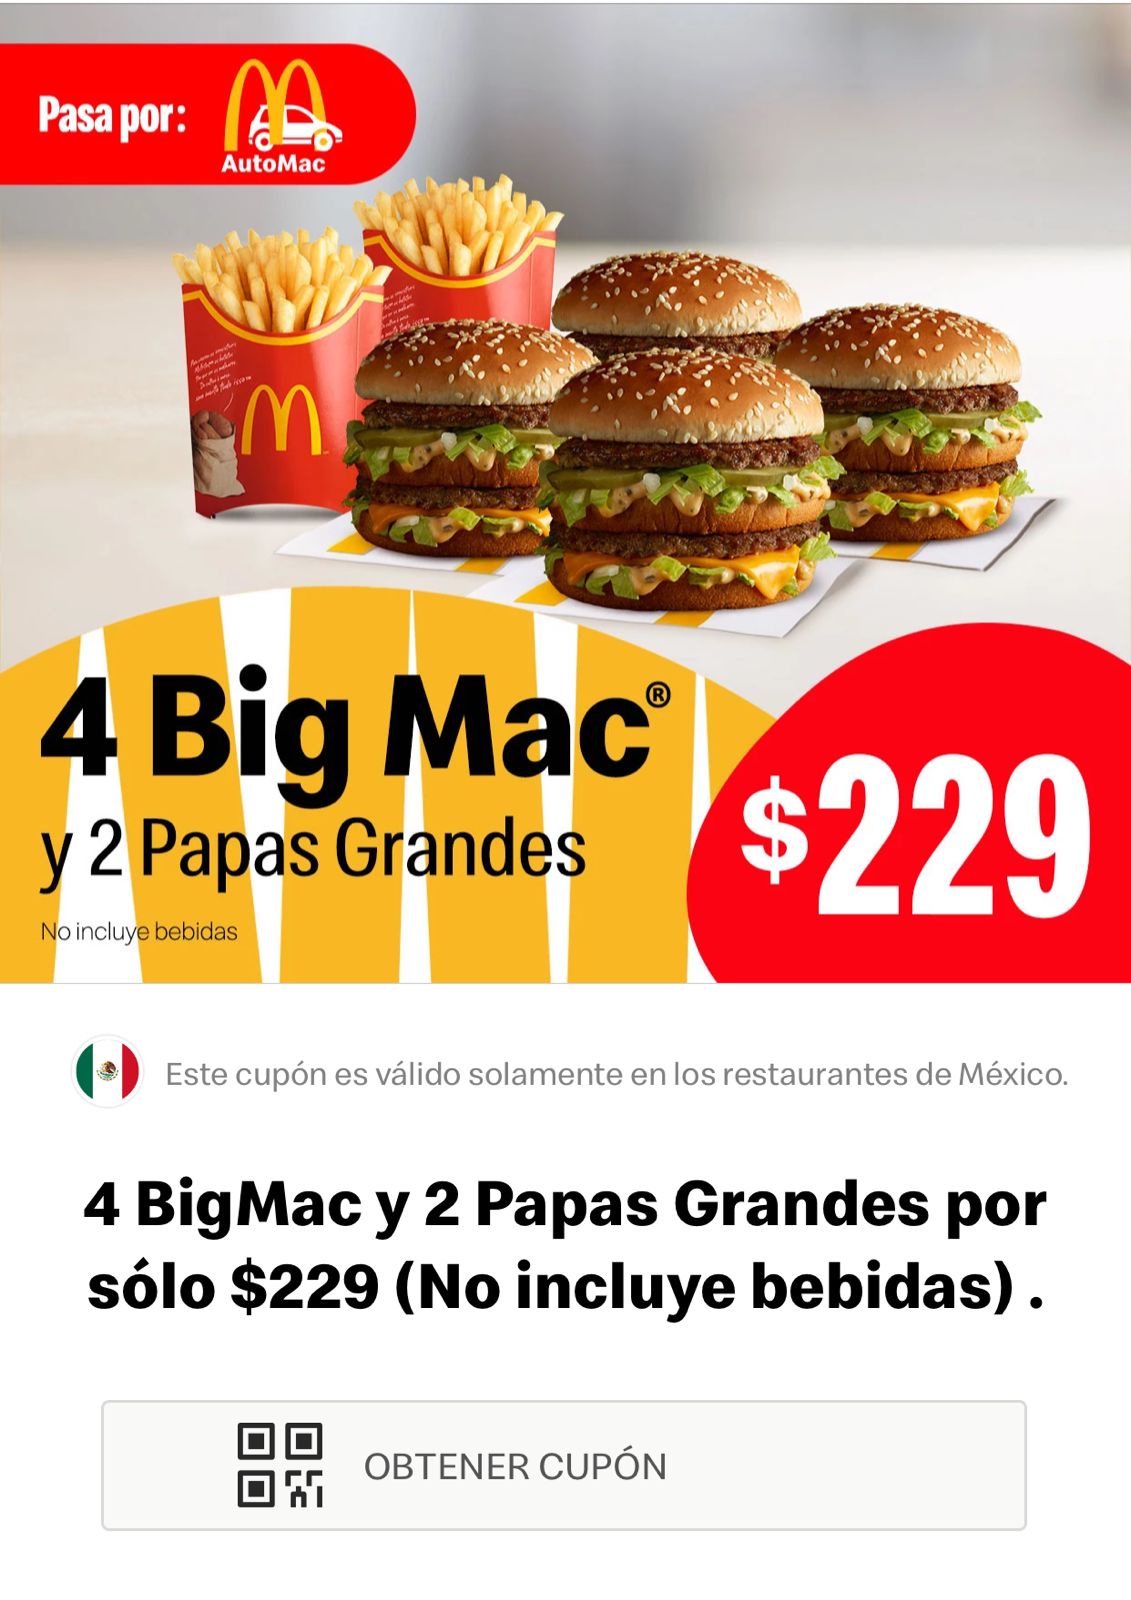 Pasa por:
AutoMac
4 Big Mac®
y 2 Papas Grandes
No incluye bebidas
$229
Este cupón es válido solamente en los restaurantes de México.
4 BigMac y 2 Papas Grandes por
sólo $229 (No incluye bebidas) .
OBTENER CUPÓN